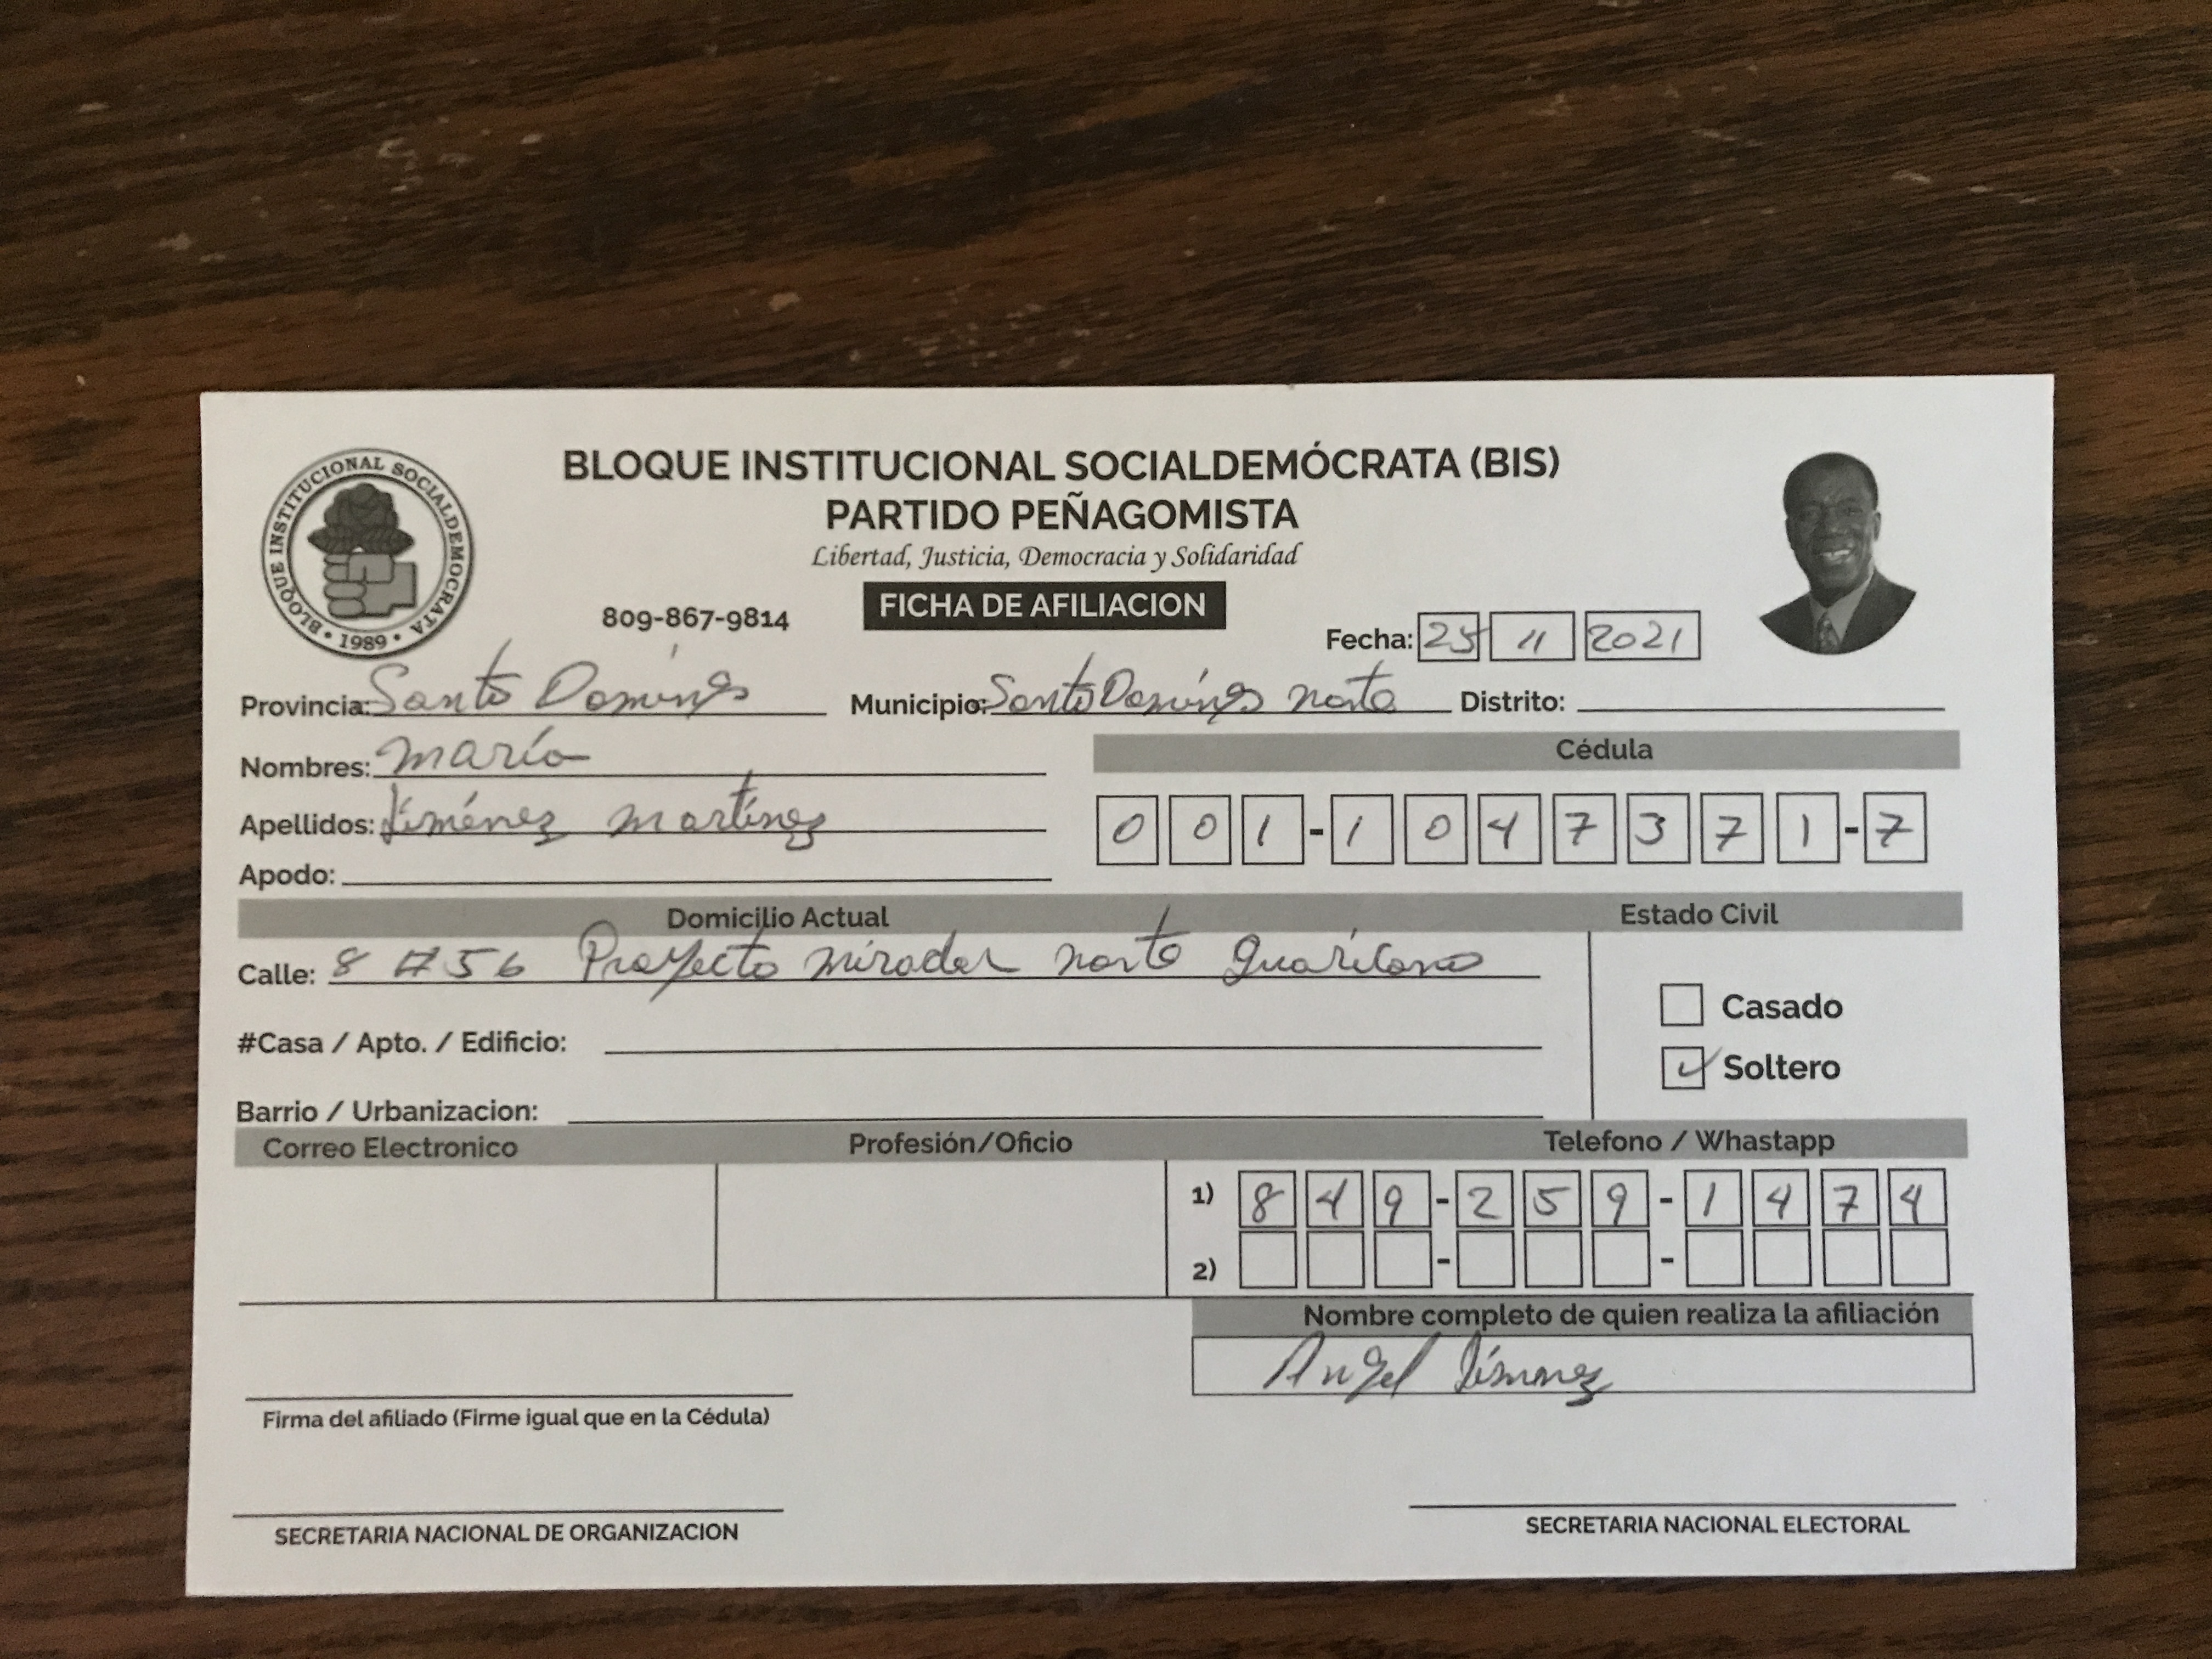 BLOQUE INSTITUCIONAL SOCIALDEMOCRATA
• 1989 •
BLOQUE INSTITUCIONAL SOCIALDEMÓCRATA (BIS)
PARTIDO PEÑAGOMISTA
Libertad, Justicia, Democracia y Solidaridad
809-867-9814 FICHA DE AFILIACION
Fecha: 25 11 2021
Provincia: Santo Domingo Municipio: Santo Domingo norte Distrito:
Nombres: María
Cédula
Apellidos: Jiménez Martínez
001-1047371-7
Apodo:
Domicilio Actual Estado Civil
Calle: 8 #56 Proyecto mirador norte guaricano
Casado
#Casa / Apto. / Edificio:
Soltero
Barrio / Urbanizacion:
Correo Electronico Profesión/Oficio Telefono / Whastapp
1) 849-259-1474
2) - -
Nombre completo de quien realiza la afiliación
Angel Jimenez
Firma del afiliado (Firme igual que en la Cédula)
SECRETARIA NACIONAL DE ORGANIZACION SECRETARIA NACIONAL ELECTORAL